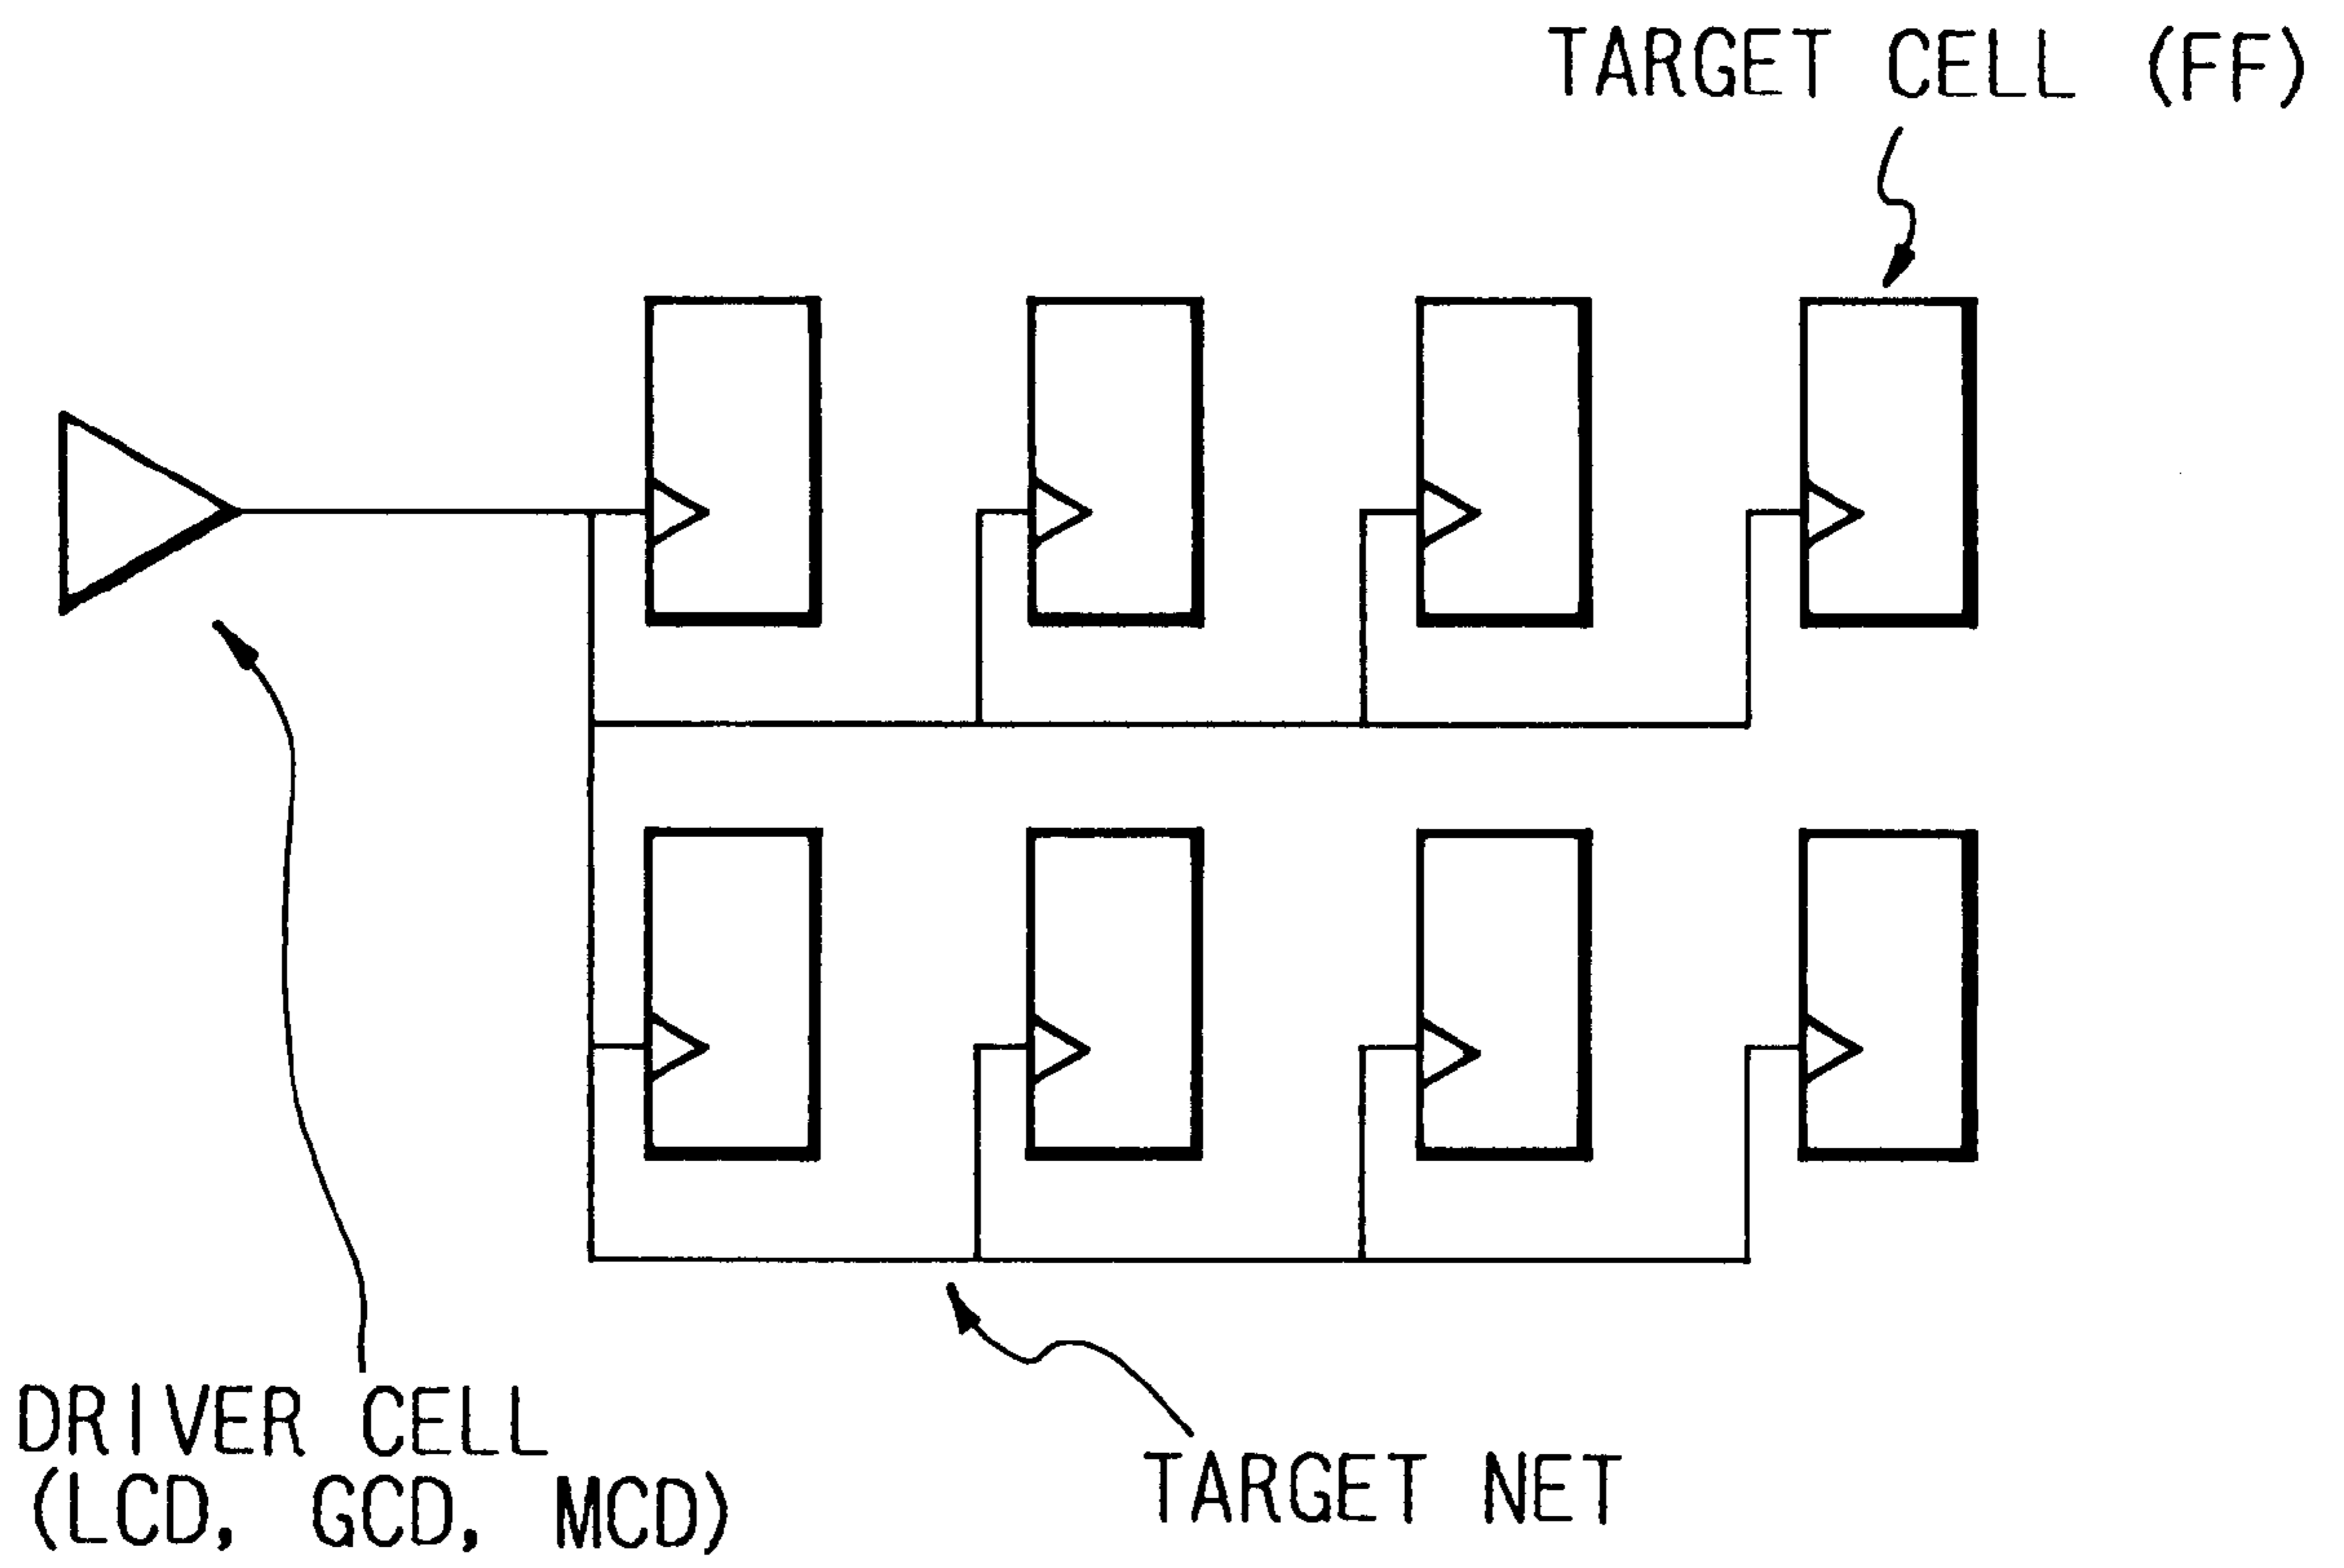 TARGET CELL (FF)
DRIVER CELL
(LCD, GCD, MCD)
TARGET NET